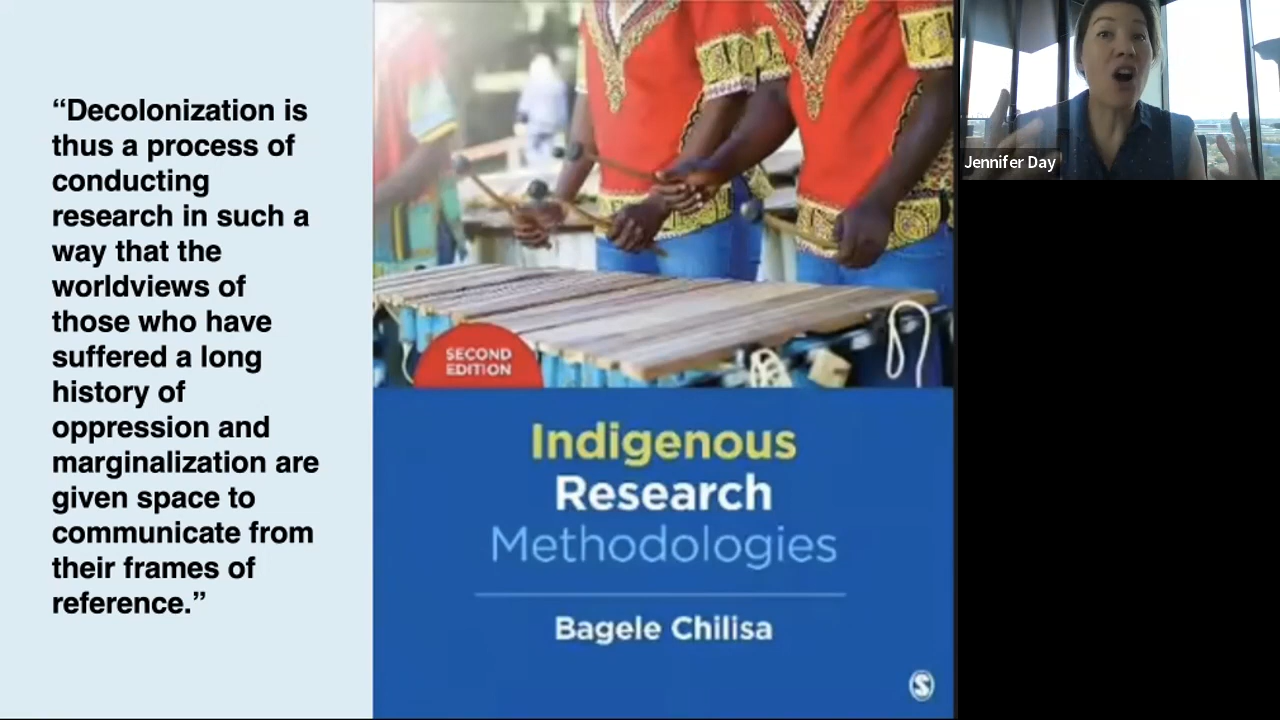 “Decolonization is
thus a process of
conducting
research in such a
way that the
worldviews of
those who have
suffered a long
history of
oppression and
marginalization are
given space to
communicate from
their frames of
reference.”
SECOND
EDITION
Indigenous
Research
Methodologies
Bagele Chilisa
S
Jennifer Day